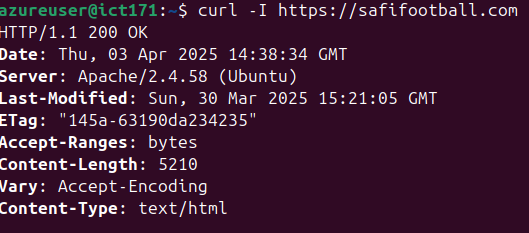 azureuser@ict171:~$ curl -I https://safifootball.com
HTTP/1.1 200 OK
Date: Thu, 03 Apr 2025 14:38:34 GMT
Server: Apache/2.4.58 (Ubuntu)
Last-Modified: Sun, 30 Mar 2025 15:21:05 GMT
ETag: "145a-63190da234235"
Accept-Ranges: bytes
Content-Length: 5210
Vary: Accept-Encoding
Content-Type: text/html